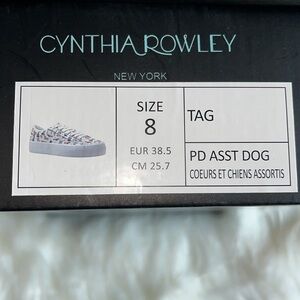 CYNTHIA ROWLEY
NEW YORK
SIZE
8
EUR 38.5
CM 25.7
TAG
PD ASST DOG
COEURS ET CHIENS ASSORTIS